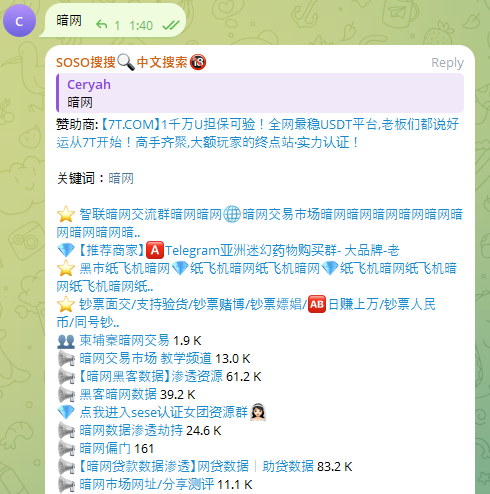 C
暗网
1 1:40
SOSO搜搜🔍中文搜索🔞
Reply
Ceryah
暗网
赞助商:【7T.COM】1千万U担保可验！全网最稳USDT平台,老板们都说好
运从7T开始！高手齐聚,大额玩家的终点站·实力认证！
关键词：暗网
⭐ 智联暗网交流群暗网暗网🌐暗网交易市场暗网暗网暗网暗网暗网暗
网暗网暗网暗..
💎【推荐商家】🅰Telegram亚洲迷幻药物购买群- 大品牌-老
⭐ 黑市纸飞机暗网💎纸飞机暗网纸飞机暗网💎纸飞机暗网纸飞机暗
网纸飞机暗网纸..
⭐ 钞票面交/支持验货/钞票赌博/钞票嫖娼/🆎日赚上万/钞票人民
币/同号钞..
👥 柬埔寨暗网交易 1.9 K
📢 暗网交易市场 教学频道 13.0 K
📢【暗网黑客数据】渗透资源 61.2 K
📢 黑客暗网数据 39.2 K
💎 点我进入sese认证女团资源群👰
📢 暗网数据渗透劫持 24.6 K
📢 暗网偏门 161
📢【暗网贷款数据渗透】网贷数据｜助贷数据 83.2 K
📢 暗网市场网址/分享测评 11.1 K